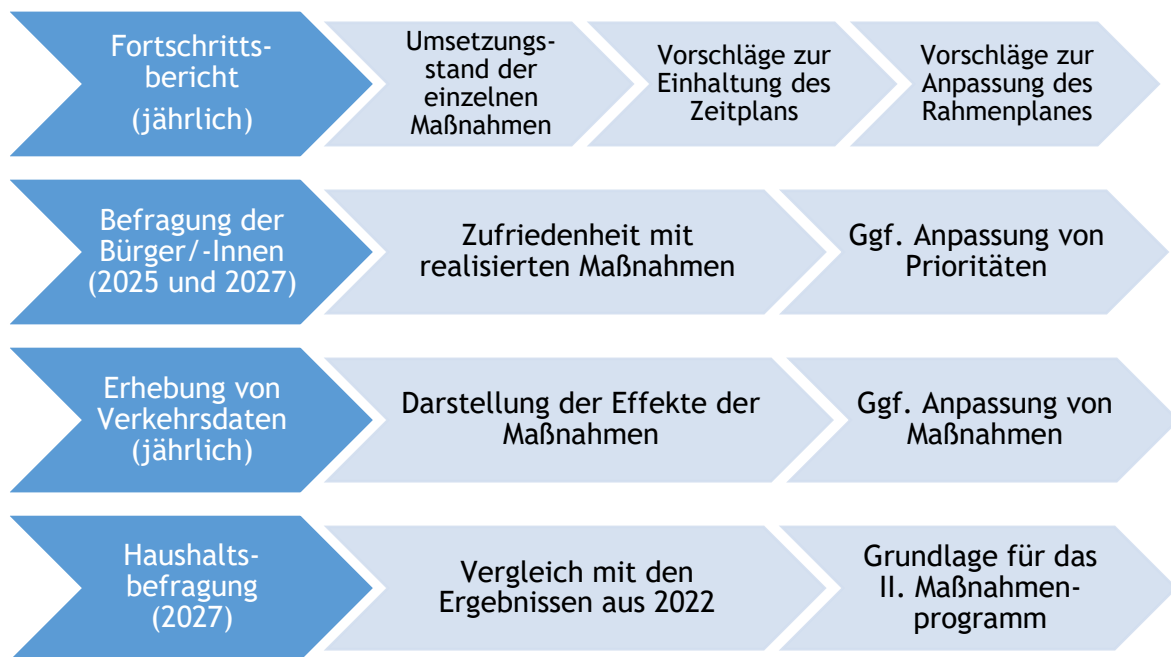 Fortschritts-
bericht
(jährlich)
Umsetzungs-
stand der
einzelnen
Maßnahmen
Vorschläge zur
Einhaltung des
Zeitplans
Vorschläge zur
Anpassung des
Rahmenplanes
Befragung der
Bürger/-Innen
(2025 und 2027)
Zufriedenheit mit
realisierten Maßnahmen
Ggf. Anpassung von
Prioritäten
Erhebung von
Verkehrsdaten
(jährlich)
Darstellung der Effekte der
Maßnahmen
Ggf. Anpassung von
Maßnahmen
Haushalts-
befragung
(2027)
Vergleich mit den
Ergebnissen aus 2022
Grundlage für das
II. Maßnahmen-
programm